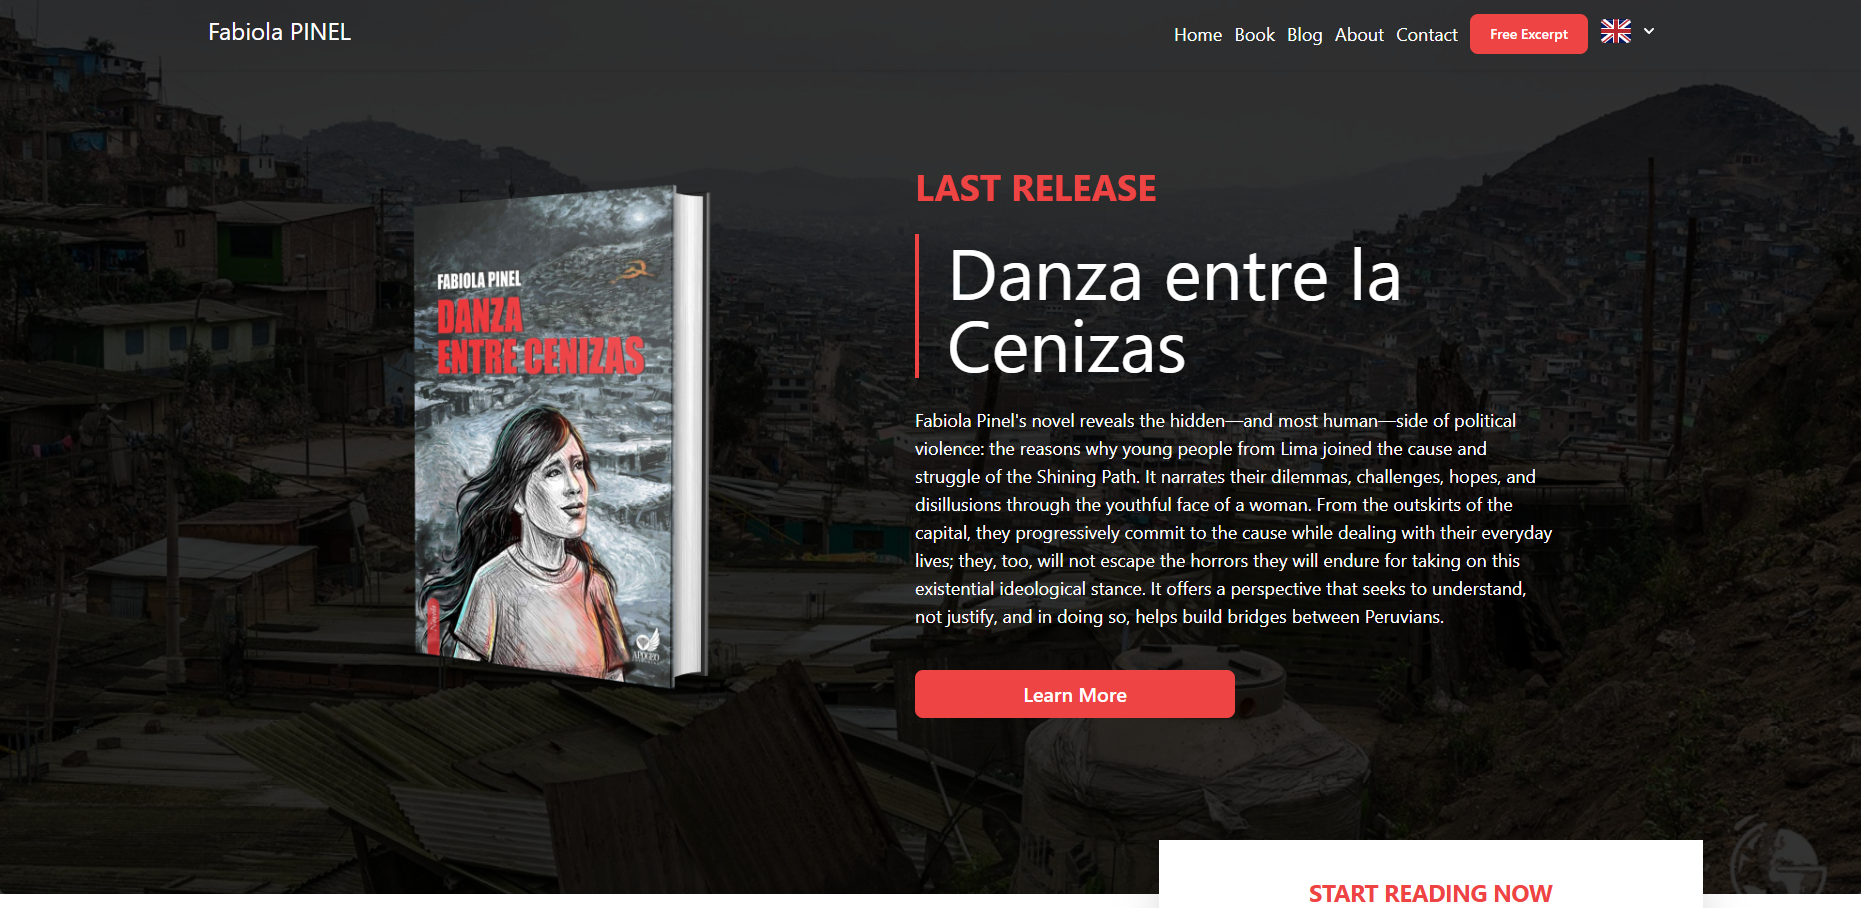 Fabiola PINEL
Home Book Blog About Contact Free Excerpt
LAST RELEASE
Danza entre la
Cenizas
FABIOLA PINEL
DANZA
ENTRE CENIZAS
Fabiola Pinel's novel reveals the hidden—and most human—side of political
violence: the reasons why young people from Lima joined the cause and
struggle of the Shining Path. It narrates their dilemmas, challenges, hopes, and
disillusions through the youthful face of a woman. From the outskirts of the
capital, they progressively commit to the cause while dealing with their everyday
lives; they, too, will not escape the horrors they will endure for taking on this
existential ideological stance. It offers a perspective that seeks to understand,
not justify, and in doing so, helps build bridges between Peruvians.
Learn More
START READING NOW